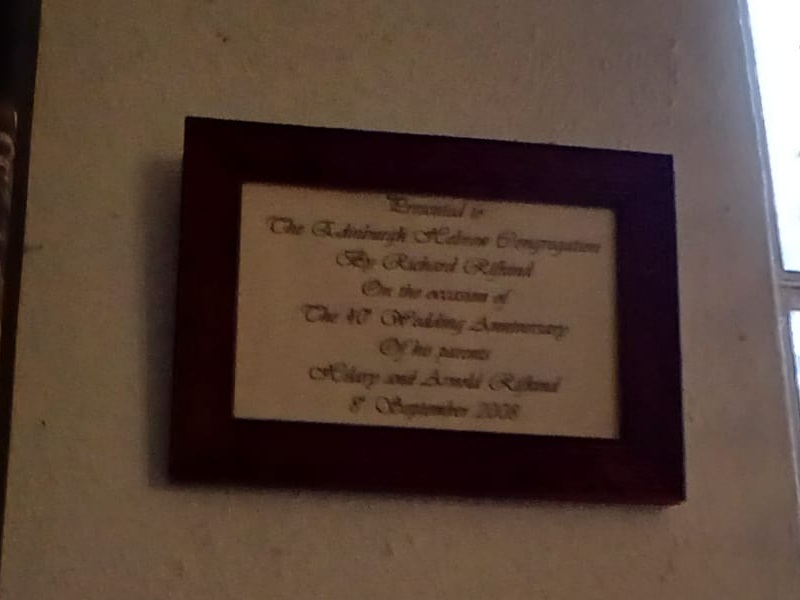 Presented to
The Edinburgh Hebrew Congregation
By Richard Rifkind
On the occasion of
The 40th Wedding Anniversary
Of his parents
Hilary and Arnold Rifkind
8th September 2008